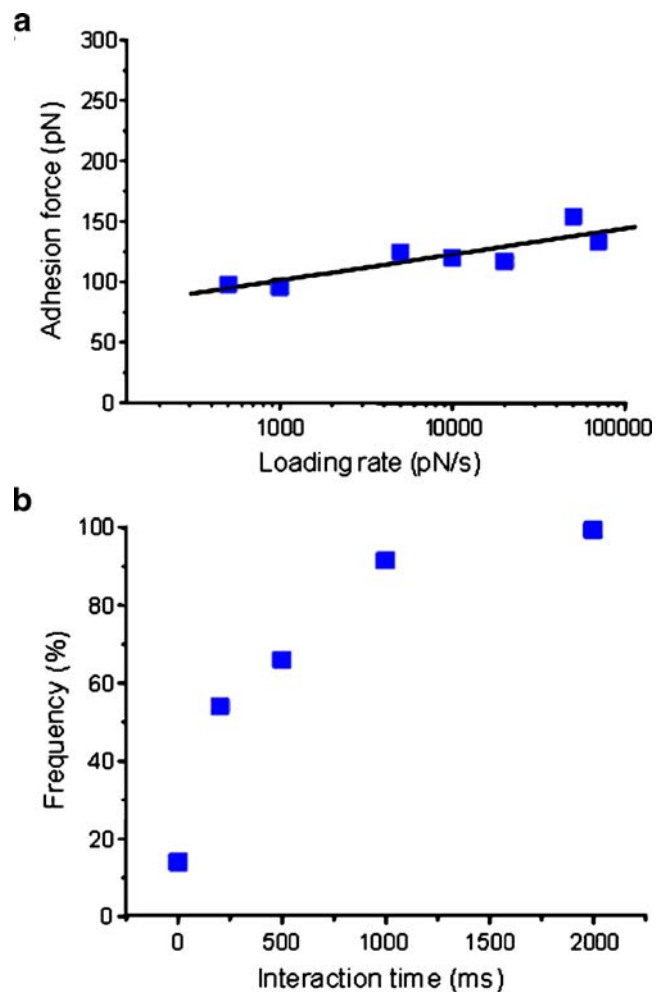 a
300
250
200
150
100
50
0
Adhesion force (pN)
1000 10000 100000
Loading rate (pN/s)
b
100
80
60
40
20
0
Frequency (%)
0 500 1000 1500 2000
Interaction time (ms)